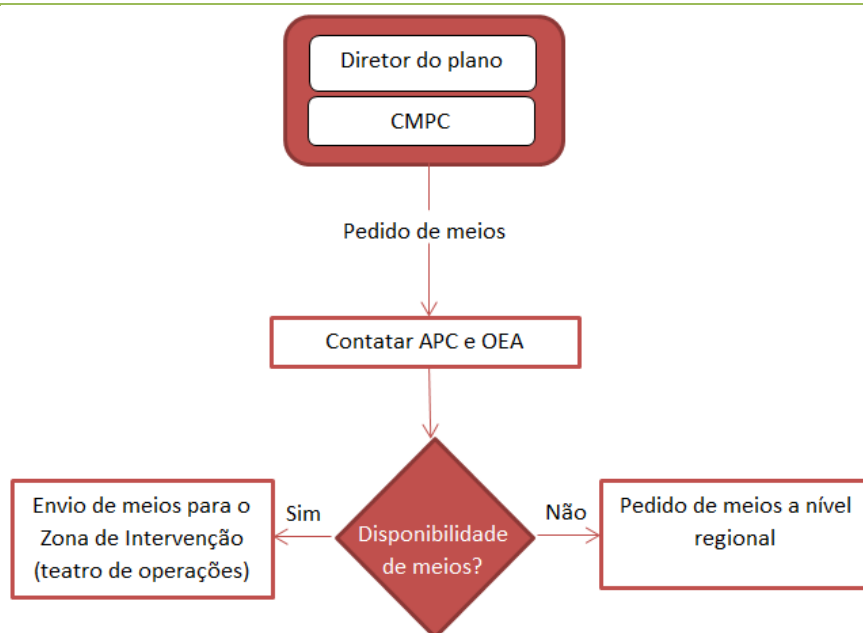 Diretor do plano
CMPC
Pedido de meios
Contatar APC e OEA
Envio de meios para o
Zona de Intervenção
(teatro de operações)
Sim
Disponibilidade
de meios?
Não
Pedido de meios a nível
regional